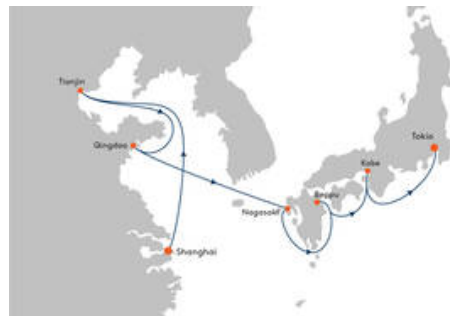 Tianjin
Qingdao
Shanghai
Nagasaki
Beppu
Kobe
Tokio